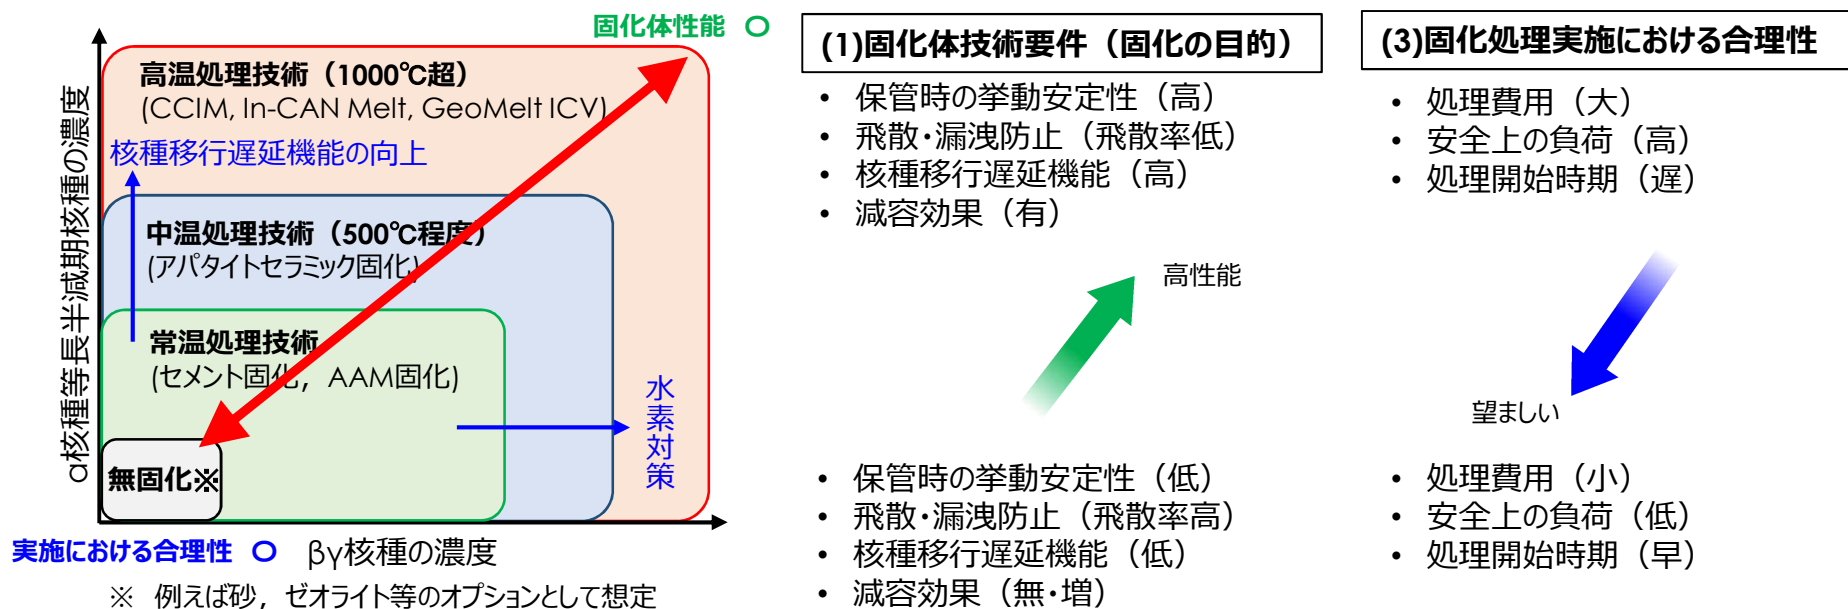 固化体性能 ○
高温処理技術（1000℃超）
(CCIM, In-CAN Melt, GeoMelt ICV)
核種移行遅延機能の向上
中温処理技術（500℃程度）
(アパタイトセラミック固化)
常温処理技術
(セメント固化，AAM固化)
水素対策
無固化※
α核種等長半減期核種の濃度
実施における合理性 ○
βγ核種の濃度
※ 例えば砂，ゼオライト等のオプションとして想定
(1)固化体技術要件（固化の目的）
• 保管時の挙動安定性（高）
• 飛散・漏洩防止（飛散率低）
• 核種移行遅延機能（高）
• 減容効果（有）
高性能
• 保管時の挙動安定性（低）
• 飛散・漏洩防止（飛散率高）
• 核種移行遅延機能（低）
• 減容効果（無・増）
(3)固化処理実施における合理性
• 処理費用（大）
• 安全上の負荷（高）
• 処理開始時期（遅）
望ましい
• 処理費用（小）
• 安全上の負荷（低）
• 処理開始時期（早）